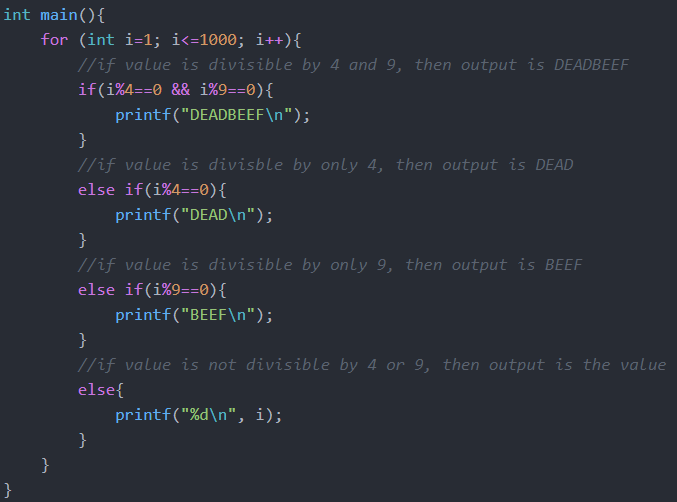 int main(){
    for (int i=1; i<=1000; i++){
        //if value is divisible by 4 and 9, then output is DEADBEEF
        if(i%4==0 && i%9==0){
            printf("DEADBEEF\n");
        }
        //if value is divisble by only 4, then output is DEAD
        else if(i%4==0){
            printf("DEAD\n");
        }
        //if value is divisible by only 9, then output is BEEF
        else if(i%9==0){
            printf("BEEF\n");
        }
        //if value is not divisible by 4 or 9, then output is the value
        else{
            printf("%d\n", i);
        }
    }
}